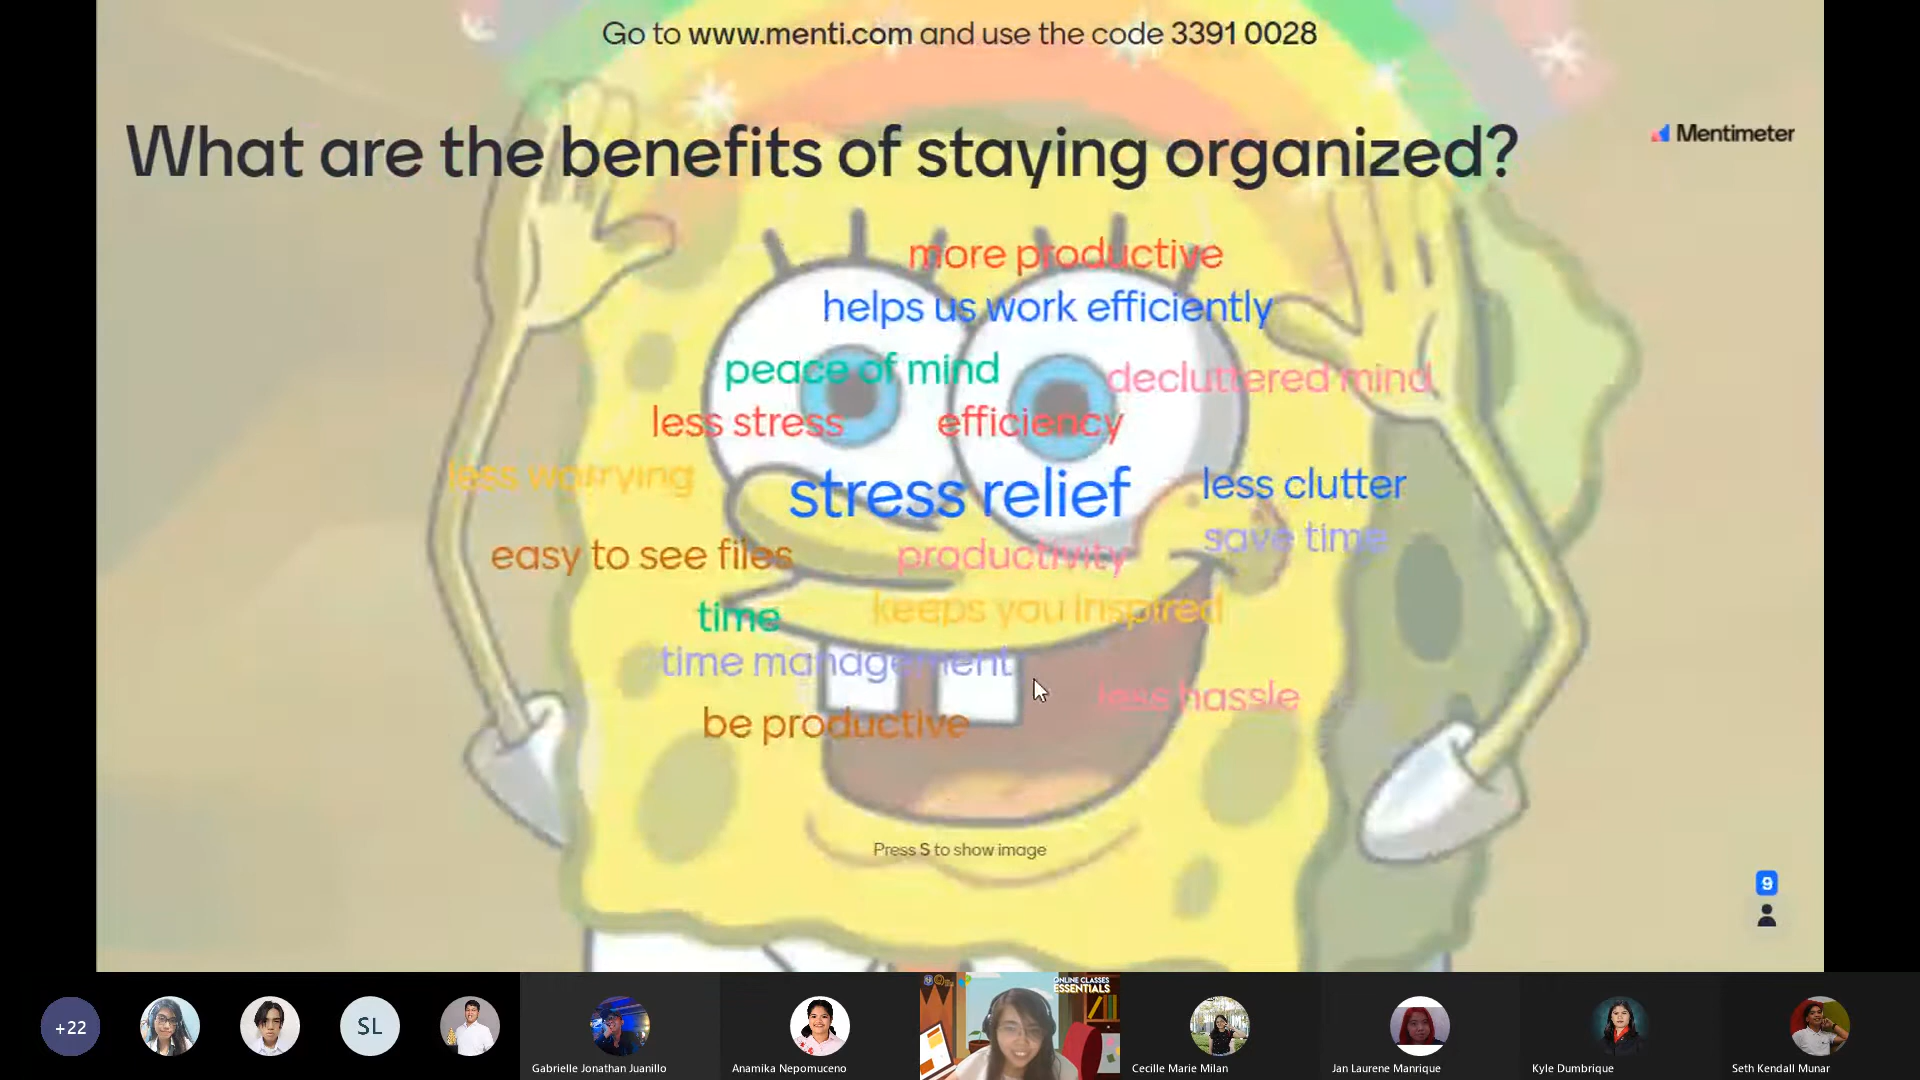 Go to www.menti.com and use the code 3391 0028
What are the benefits of staying organized?
Mentimeter
more productive
helps us work efficiently
peace of mind
decluttered mind
less stress
efficiency
less worrying
stress relief
less clutter
save time
easy to see files
productivity
time
keeps you inspired
time management
less hassle
be productive
Press S to show image
9
+22
SL
ONLINE CLASSES
ESSENTIALS
Gabrielle Jonathan Juanillo
Anamika Nepomuceno
Cecille Marie Milan
Jan Laurene Manrique
Kyle Dumbrique
Seth Kendall Munar